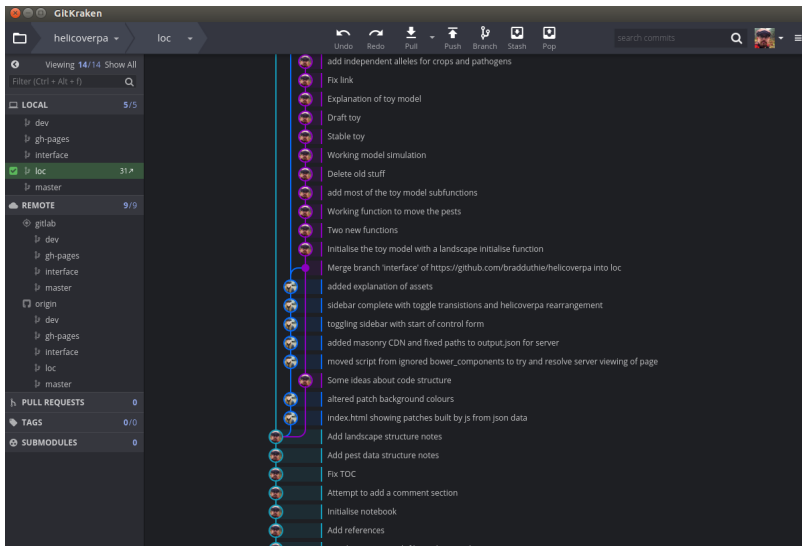 GitKraken
helicoverpa
loc
Undo
Redo
Pull
Push
Branch
Stash
Pop
search commits
Viewing 14/14 Show All
Filter (Ctrl + Alt + f)
LOCAL 5/5
dev
gh-pages
interface
loc 31
master
REMOTE 9/9
gitlab
dev
gh-pages
interface
master
origin
dev
gh-pages
interface
loc
master
PULL REQUESTS 0
TAGS 0/0
SUBMODULES 0
add independent alleles for crops and pathogens
Fix link
Explanation of toy model
Draft toy
Stable toy
Working model simulation
Delete old stuff
add most of the toy model subfunctions
Working function to move the pests
Two new functions
Initialise the toy model with a landscape initialise function
Merge branch 'interface' of https://github.com/bradduthie/helicoverpa into loc
added explanation of assets
sidebar complete with toggle transistions and helicoverpa rearrangement
toggling sidebar with start of control form
added masonry CDN and fixed paths to output.json for server
moved script from ignored bower_components to try and resolve server viewing of page
Some ideas about code structure
altered patch background colours
Index.html showing patches built by js from json data
Add landscape structure notes
Add pest data structure notes
Fix TOC
Attempt to add a comment section
Initialise notebook
Add references